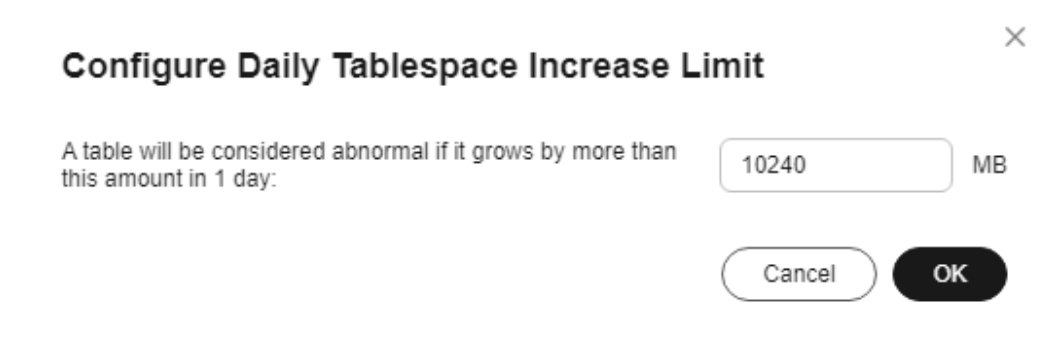 Configure Daily Tablespace Increase Limit
A table will be considered abnormal if it grows by more than
this amount in 1 day:
10240 MB
Cancel OK